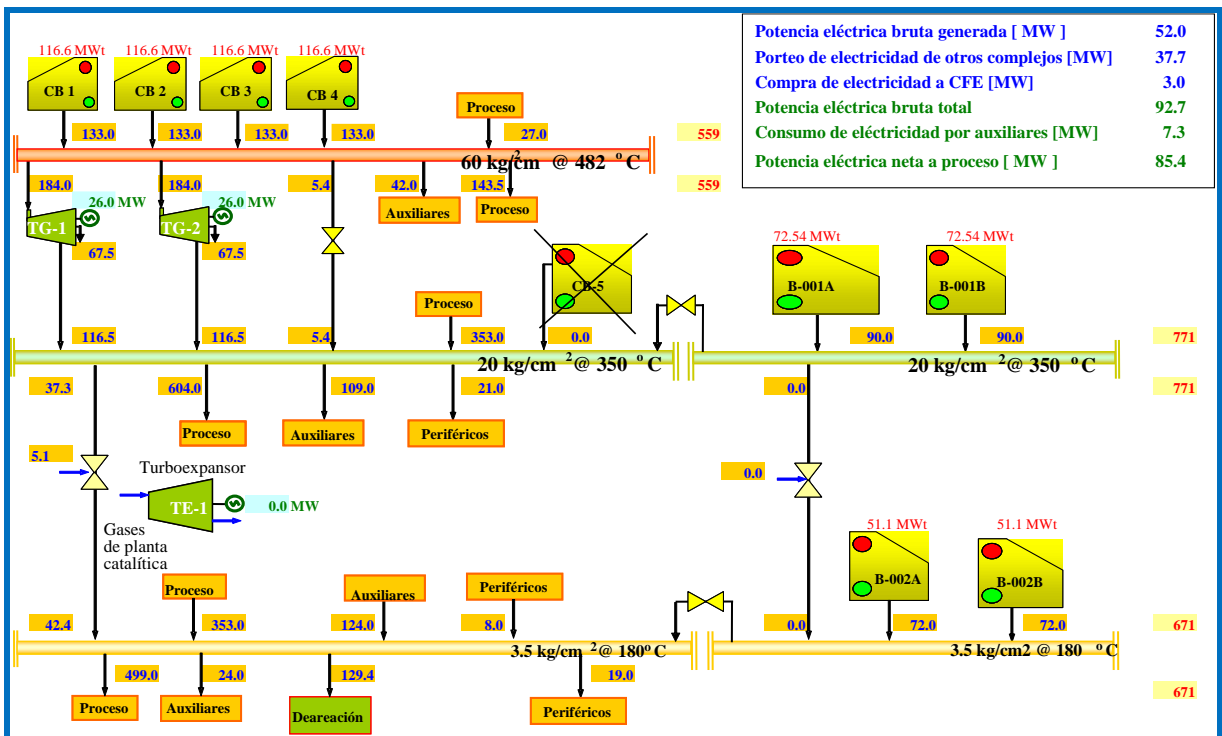 Potencia eléctrica bruta generada [ MW ] 52.0
Porteo de electricidad de otros complejos [MW] 37.7
Compra de electricidad a CFE [MW] 3.0
Potencia eléctrica bruta total 92.7
Consumo de eléctricidad por auxiliares [MW] 7.3
Potencia eléctrica neta a proceso [ MW ] 85.4
116.6 MWt 116.6 MWt 116.6 MWt 116.6 MWt
CB 1 CB 2 CB 3 CB 4
Proceso
133.0 133.0 133.0 133.0 27.0 559
60 kg/cm2 @ 482 °C
184.0 184.0 5.4 42.0 143.5 559
26.0 MW 26.0 MW Auxiliares Proceso
TG-1 TG-2
67.5 67.5
72.54 MWt 72.54 MWt
CB-5 B-001A B-001B
Proceso
116.5 116.5 5.4 353.0 0.0 90.0 90.0 771
20 kg/cm 2 @ 350 °C 20 kg/cm 2 @ 350 °C
37.3 604.0 109.0 21.0 0.0 771
Proceso Auxiliares Periféricos
5.1 Turboexpansor 0.0
TE-1 0.0 MW
Gases
de planta
catalítica
51.1 MWt 51.1 MWt
B-002A B-002B
Proceso Auxiliares Periféricos
42.4 353.0 124.0 8.0 0.0 72.0 72.0 671
3.5 kg/cm 2 @ 180° C 3.5 kg/cm2 @ 180 °C
499.0 24.0 129.4 19.0 671
Proceso Auxiliares Deareación Periféricos